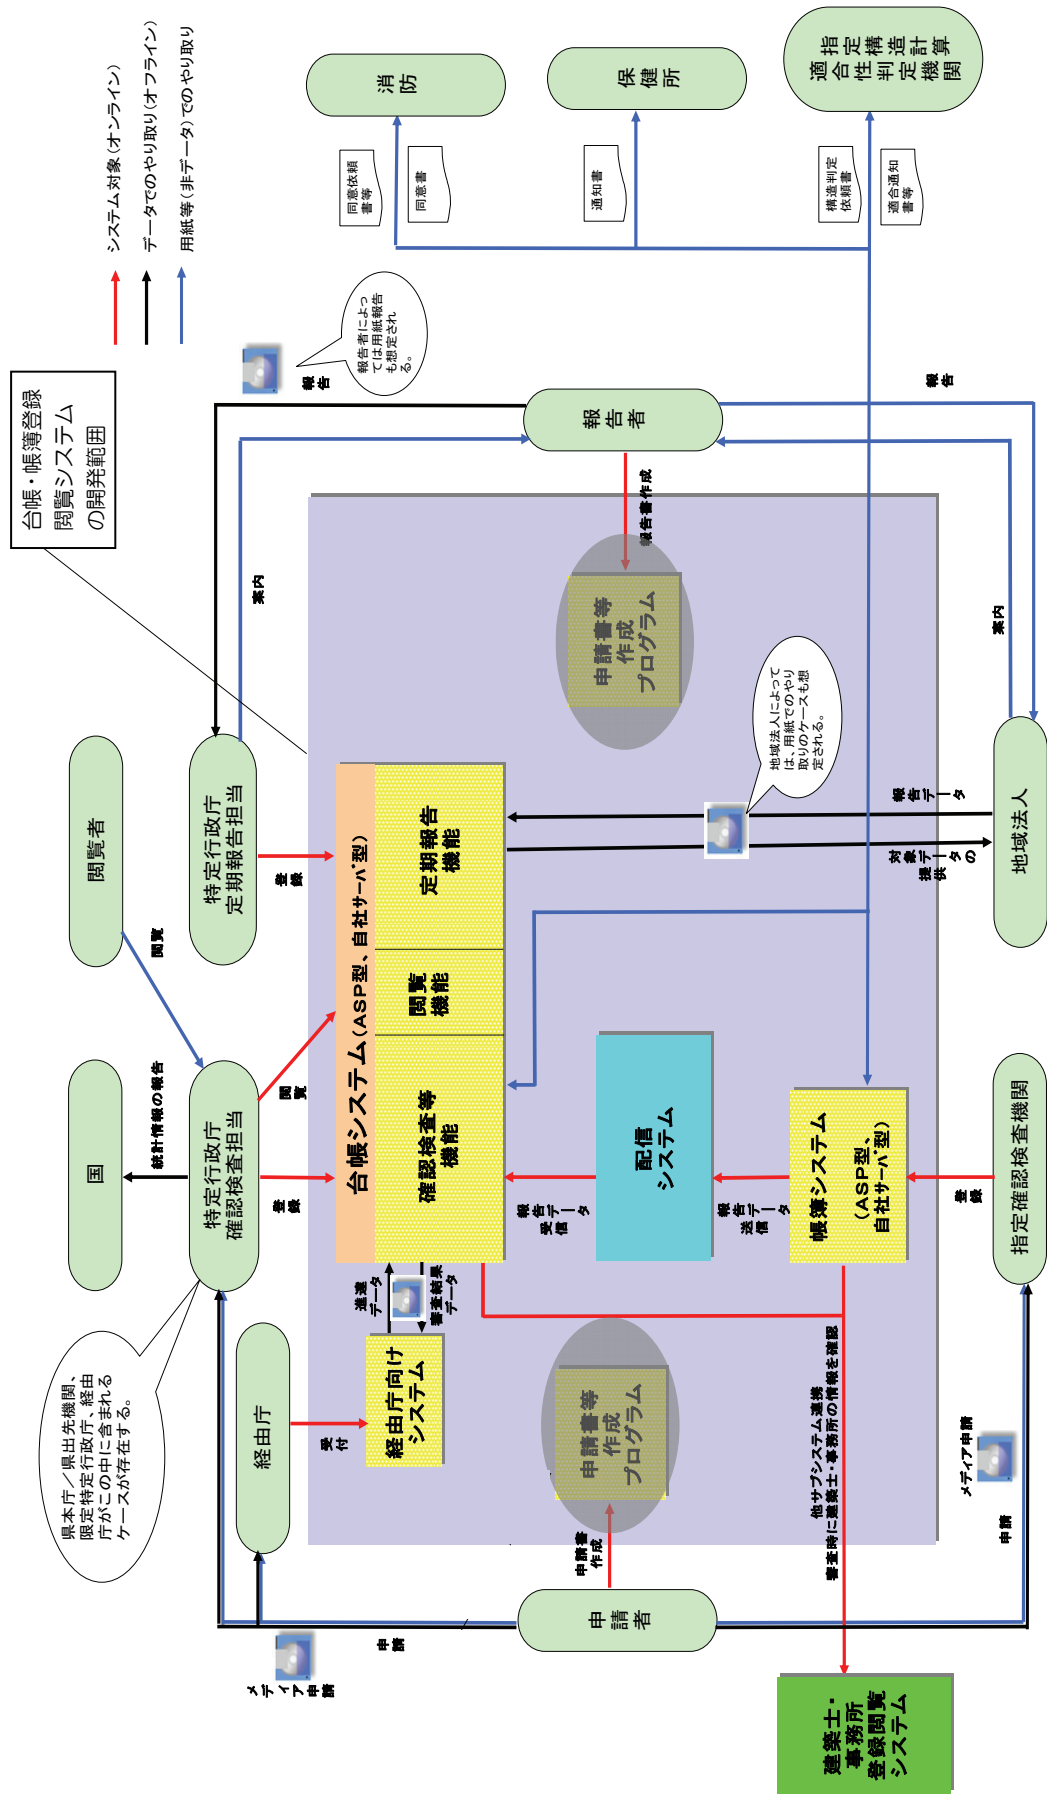 台帳・帳簿登録
閲覧システム
の開発範囲
システム対象(オンライン)
データでのやり取り(オフライン)
用紙等(非データ)でのやり取り
県本庁／県出先機関、
限定特定行政庁、経由
庁がこの中に含まれる
ケースが存在する。
国
閲覧者
統計情報の報告
閲覧
特定行政庁
確認検査担当
特定行政庁
定期報告担当
経由庁
受付
登録
閲覧
登録
案内
報告
報告者によっ
ては用紙報告
も想定され
る。
メディア申請
申請
台帳システム(ASP型、自社サーバ型)
確認検査等
機能
閲覧
機能
定期報告
機能
進達
データ
審査結果
データ
経由庁向け
システム
申請者
申請書
作成
申請書等
作成
プログラム
報告データ
受信
配信
システム
報告データ
送信
帳簿システム
(ASP型、
自社サーバ型)
登録
指定確認検査機関
申請書等
作成
プログラム
報告書作成
報告者
地域法人によって
は、用紙でのやり
取りのケースも想
定される。
対象データの
提供
報告データ
地域法人
案内
報告
他サブシステム連携
審査時に建築士・事務所の情報を確認
建築士・
事務所
登録閲覧
システム
メディア申請
申請
同意依頼
書等
同意書
消防
通知書
保健所
構造判定
依頼書
適合通知
書等
指定構造計算
適合性判定機関